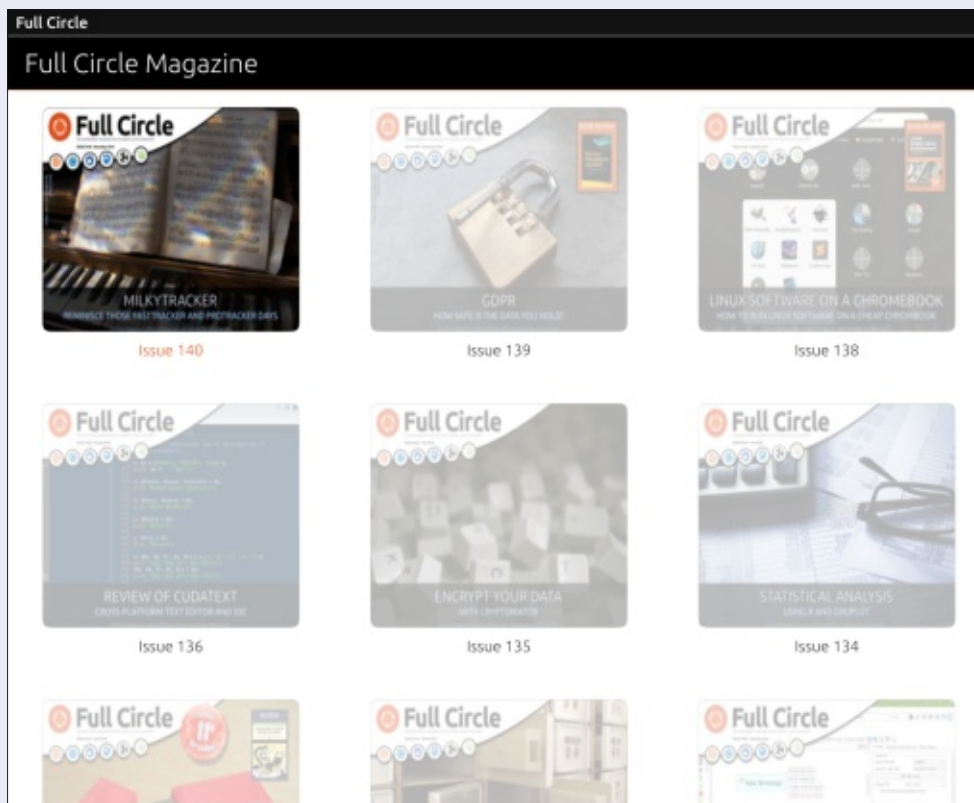 Full Circle
Full Circle Magazine
Full Circle
MILKYTRACKER
REMINISCE THOSE FASTTRACKER AND PROTRACKER DAYS
Issue 140
Full Circle
GDPR
HOW SAFE IS THE DATA YOU HOLD?
Issue 139
Full Circle
LINUX SOFTWARE ON A CHROMEBOOK
HOW TO RUN LINUX SOFTWARE ON A CHEAP CHROMBOOK
Issue 138
Full Circle
REVIEW OF CUDATEXT
CROSS-PLATFORM TEXT EDITOR AND IDE
Issue 136
Full Circle
ENCRYPT YOUR DATA
WITH CRYPTOMATOR
Issue 135
Full Circle
STATISTICAL ANALYSIS
USING R AND GNUPLOT
Issue 134
Full Circle
Full Circle
Full Circle